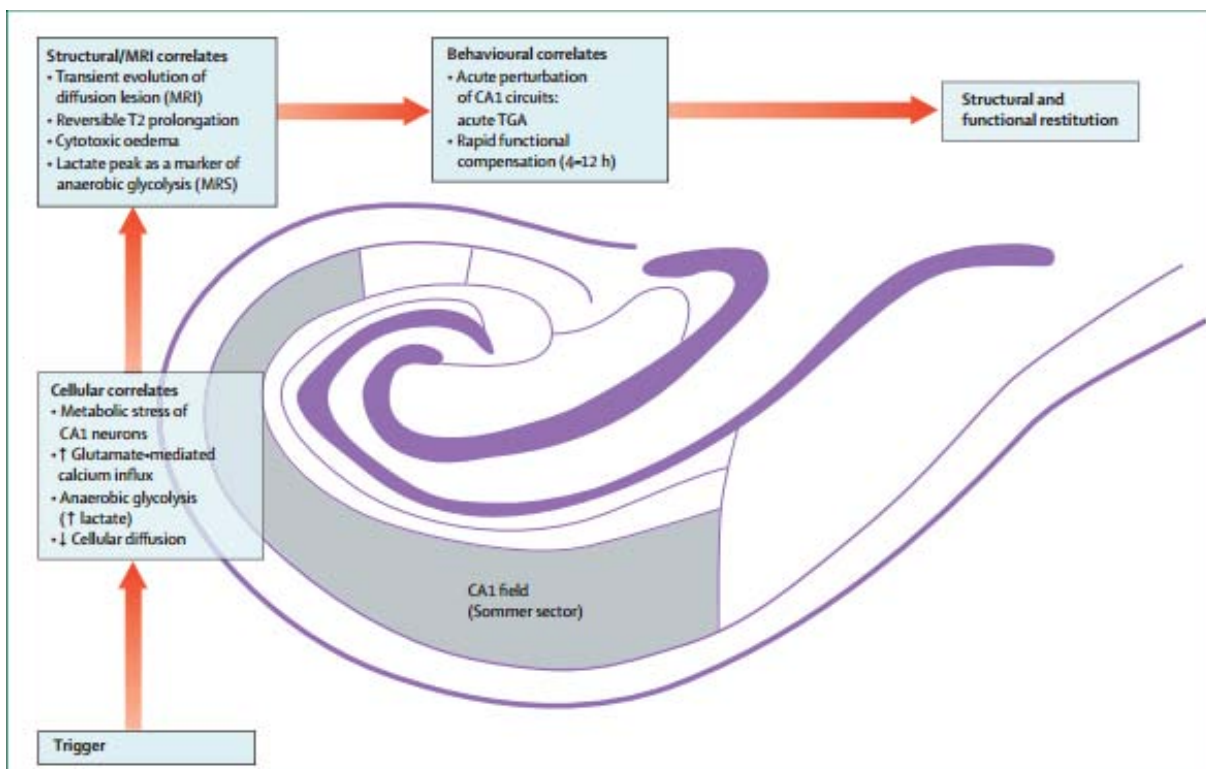 Structural/MRI correlates
• Transient evolution of
diffusion lesion (MRI)
• Reversible T2 prolongation
• Cytotoxic oedema
• Lactate peak as a marker of
anaerobic glycolysis (MRS)
Behavioural correlates
• Acute perturbation
of CA1 circuits:
acute TGA
• Rapid functional
compensation (4–12 h)
Structural and
functional restitution
Cellular correlates
• Metabolic stress of
CA1 neurons
• ↑ Glutamate-mediated
calcium influx
• Anaerobic glycolysis
(↑ lactate)
• ↓ Cellular diffusion
CA1 field
(Sommer sector)
Trigger